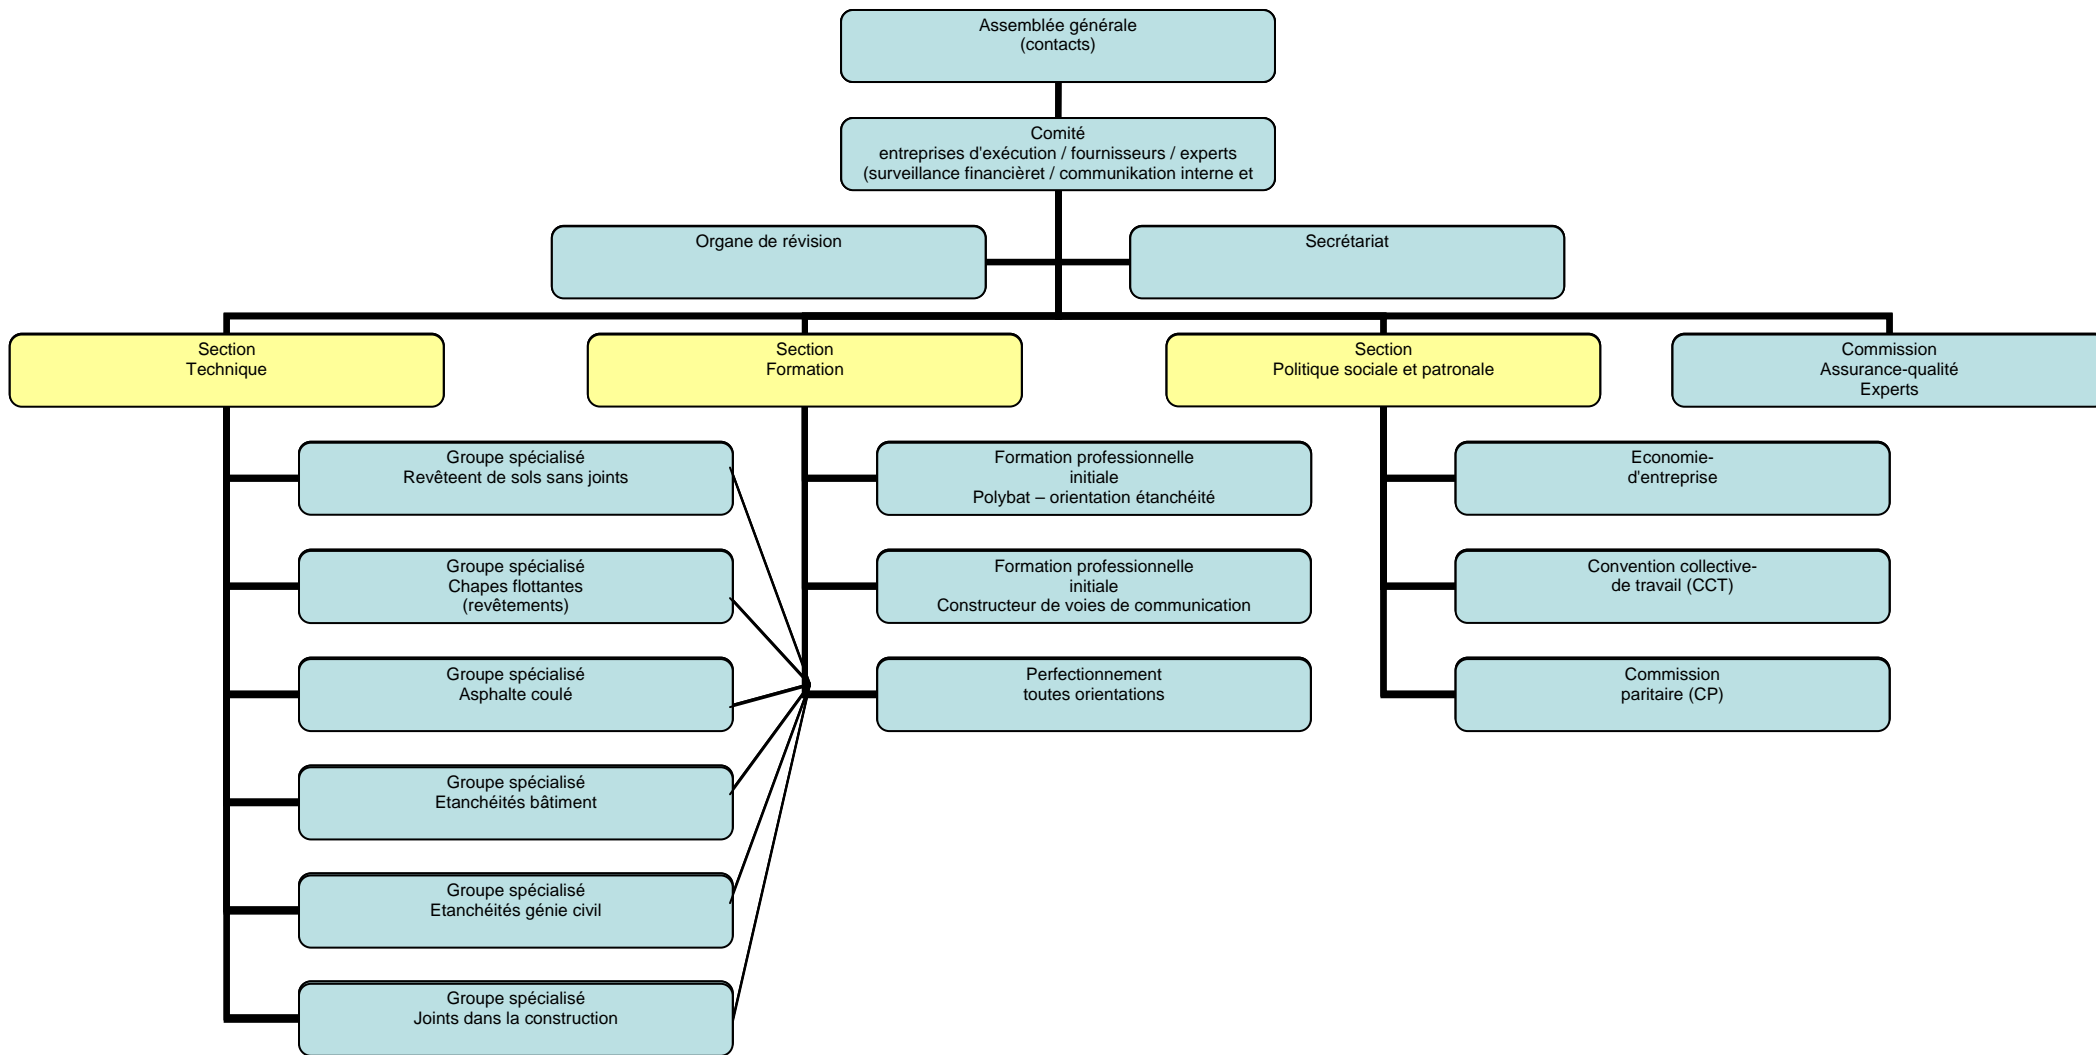 Assemblée générale
(contacts)
Comité
entreprises d'exécution / fournisseurs / experts
(surveillance financièret / communikation interne et
Organe de révision
Secrétariat
Section
Technique
Section
Formation
Section
Politique sociale et patronale
Commission
Assurance-qualité
Experts
Groupe spécialisé
Revêteent de sols sans joints
Groupe spécialisé
Chapes flottantes
(revêtements)
Groupe spécialisé
Asphalte coulé
Groupe spécialisé
Etanchéités bâtiment
Groupe spécialisé
Etanchéités génie civil
Groupe spécialisé
Joints dans la construction
Formation professionnelle
initiale
Polybat – orientation étanchéité
Formation professionnelle
initiale
Constructeur de voies de communication
Perfectionnement
toutes orientations
Economie-
d'entreprise
Convention collective-
de travail (CCT)
Commission
paritaire (CP)